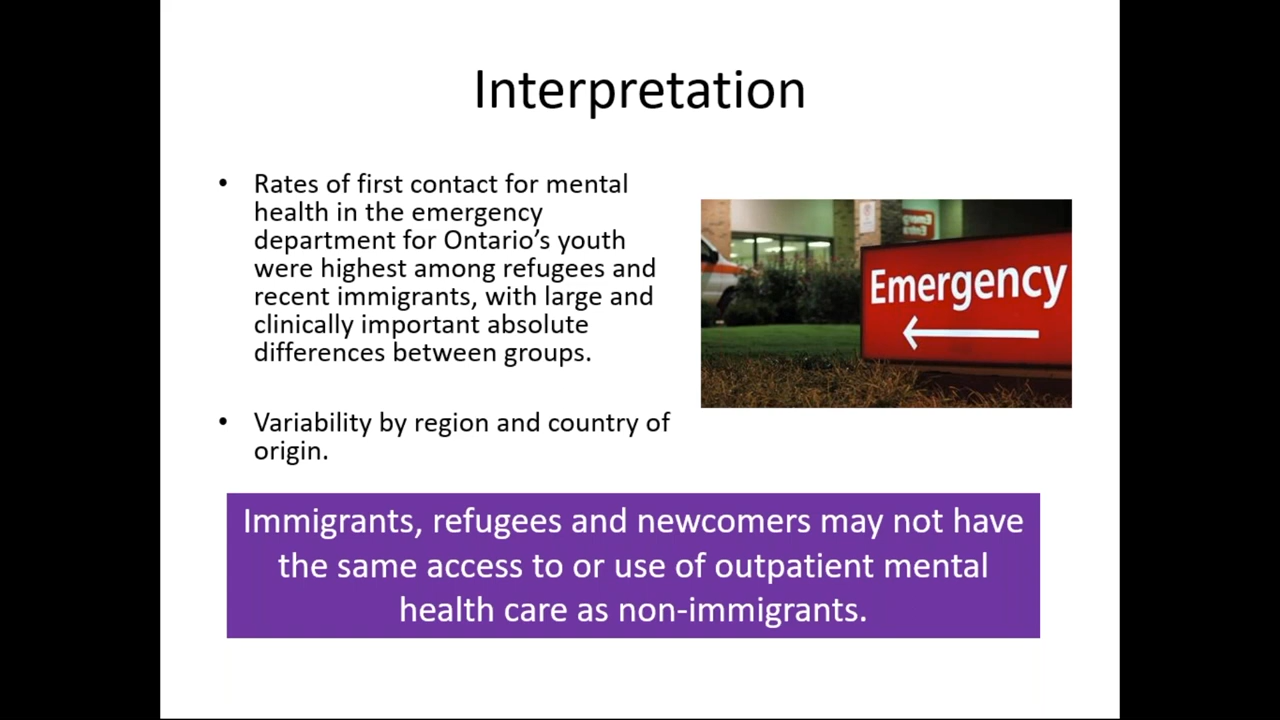 Interpretation
• Rates of first contact for mental
health in the emergency
department for Ontario’s youth
were highest among refugees and
recent immigrants, with large and
clinically important absolute
differences between groups.
• Variability by region and country of
origin.
Emergency
Immigrants, refugees and newcomers may not have
the same access to or use of outpatient mental
health care as non-immigrants.